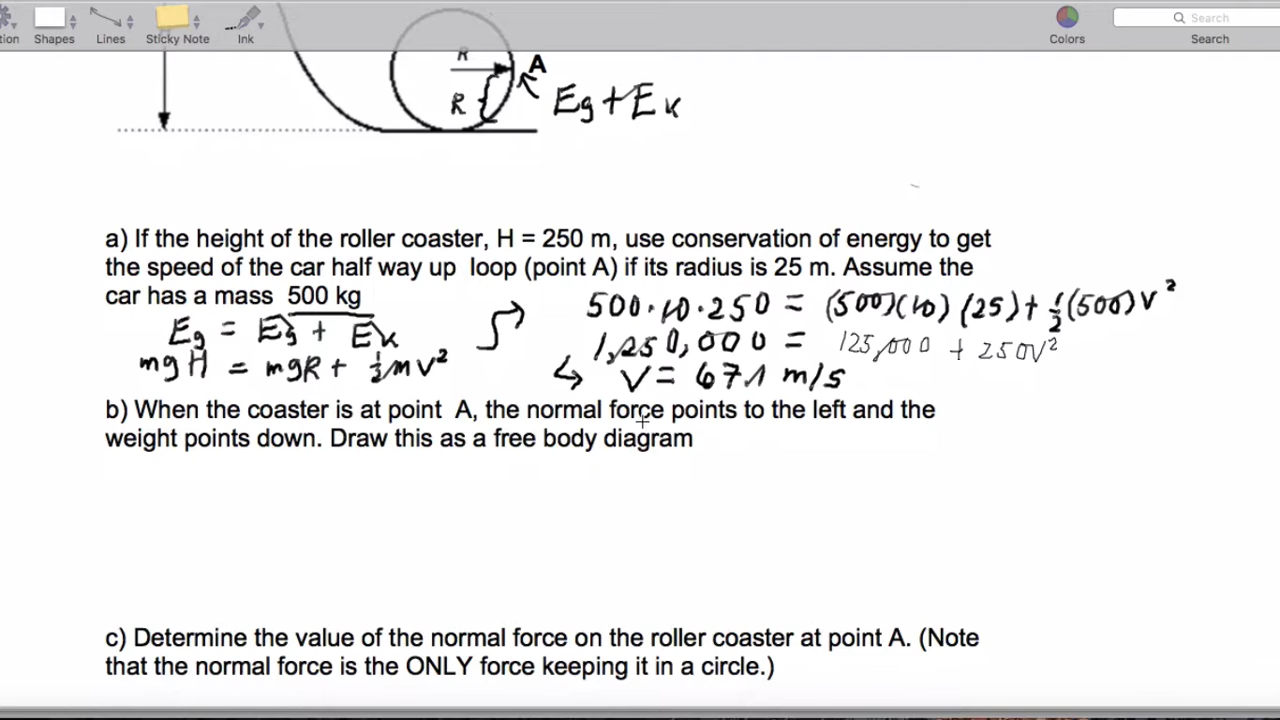 tion Shapes Lines Sticky Note Ink Colors Search
Search
R A
R Eg + Ek
a) If the height of the roller coaster, H = 250 m, use conservation of energy to get
the speed of the car half way up loop (point A) if its radius is 25 m. Assume the
car has a mass 500 kg
500·10·250 = (500)(10)(25) + ½(500)v²
Eg = Eg + Ek
1,250,000 = 125,000 + 250v²
mgH = mgR + ½mv²
v = 67.1 m/s
b) When the coaster is at point A, the normal force points to the left and the
weight points down. Draw this as a free body diagram
c) Determine the value of the normal force on the roller coaster at point A. (Note
that the normal force is the ONLY force keeping it in a circle.)